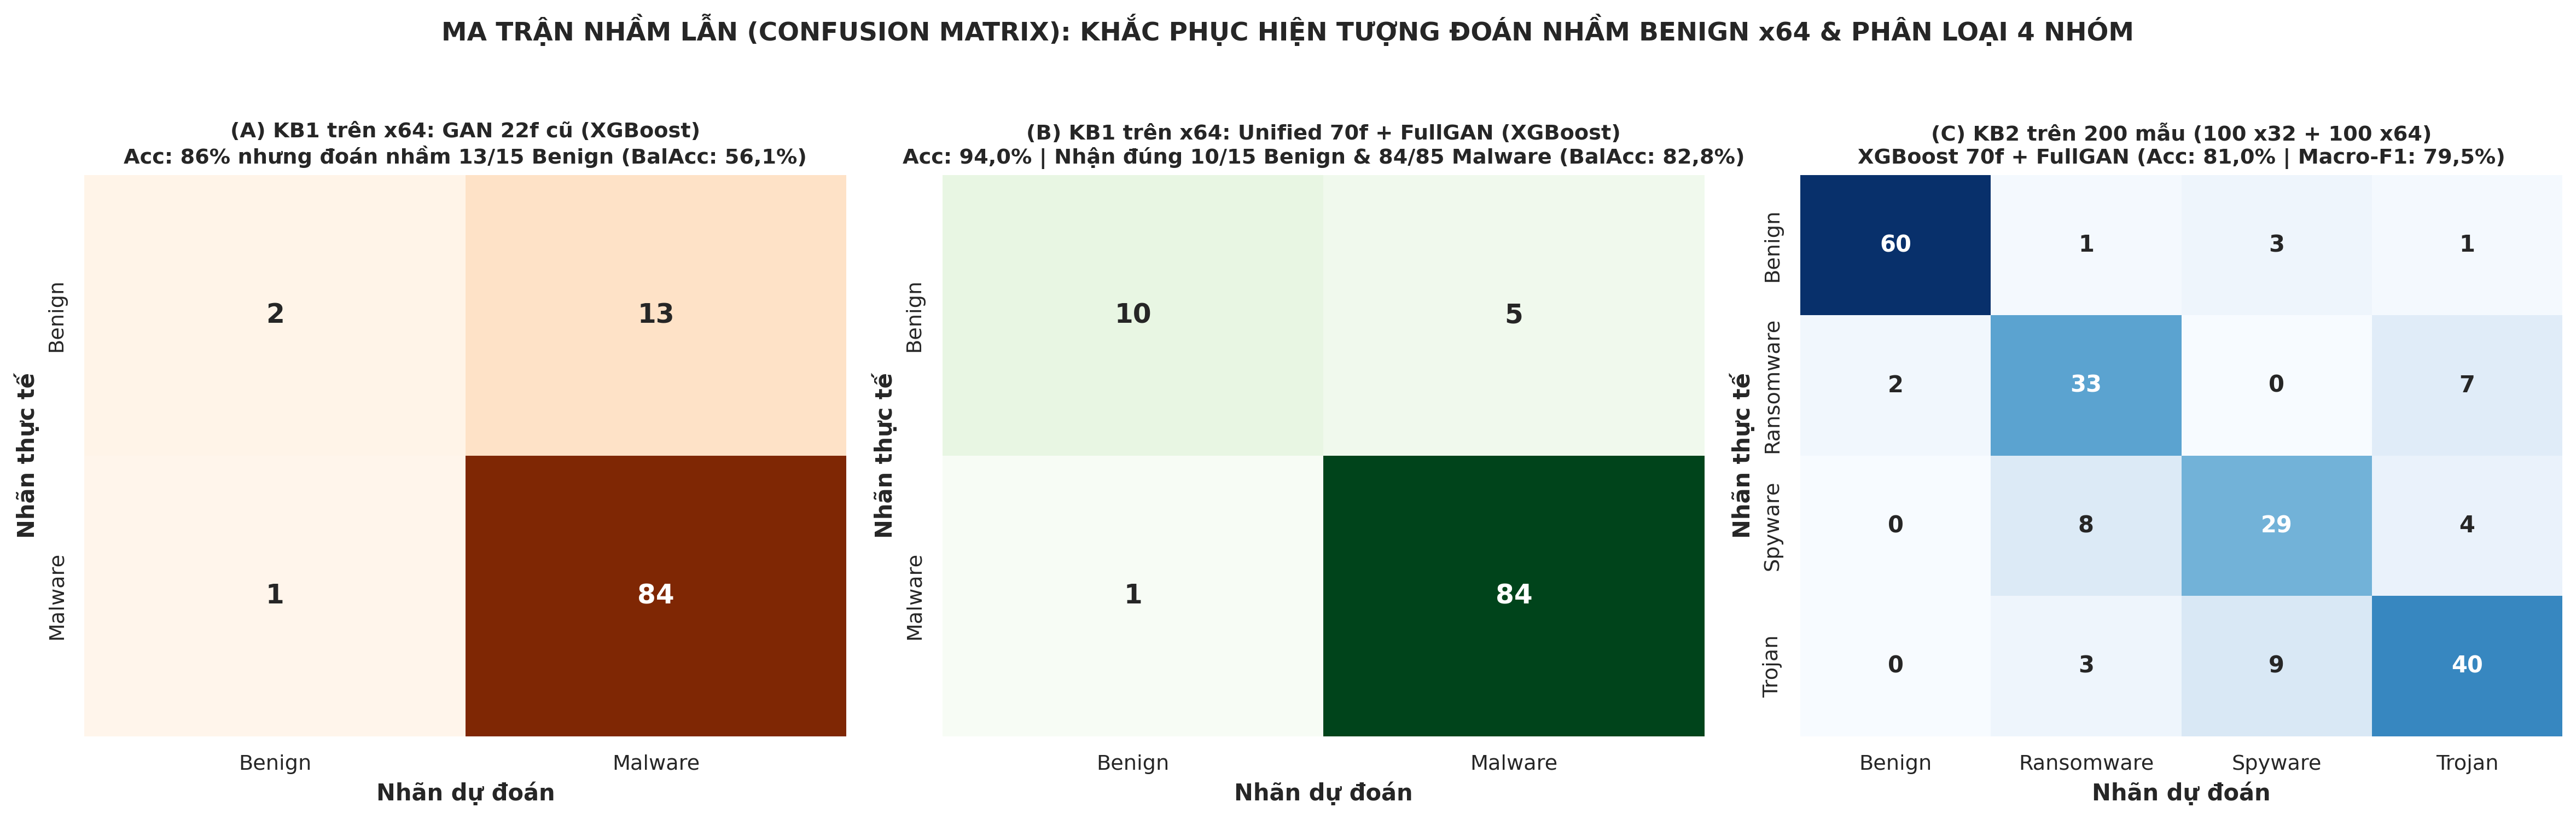 MA TRẬN NHẦM LẪN (CONFUSION MATRIX): KHẮC PHỤC HIỆN TƯỢNG ĐOÁN NHẦM BENIGN x64 & PHÂN LOẠI 4 NHÓM
(A) KB1 trên x64: GAN 22f cũ (XGBoost)
Acc: 86% nhưng đoán nhầm 13/15 Benign (BalAcc: 56,1%)
Nhãn thực tế
Benign
2
13
Malware
1
84
Benign
Malware
Nhãn dự đoán
(B) KB1 trên x64: Unified 70f + FullGAN (XGBoost)
Acc: 94,0% | Nhận đúng 10/15 Benign & 84/85 Malware (BalAcc: 82,8%)
Nhãn thực tế
Benign
10
5
Malware
1
84
Benign
Malware
Nhãn dự đoán
(C) KB2 trên 200 mẫu (100 x32 + 100 x64)
XGBoost 70f + FullGAN (Acc: 81,0% | Macro-F1: 79,5%)
Nhãn thực tế
Benign
60
1
3
1
Ransomware
2
33
0
7
Spyware
0
8
29
4
Trojan
0
3
9
40
Benign
Ransomware
Spyware
Trojan
Nhãn dự đoán